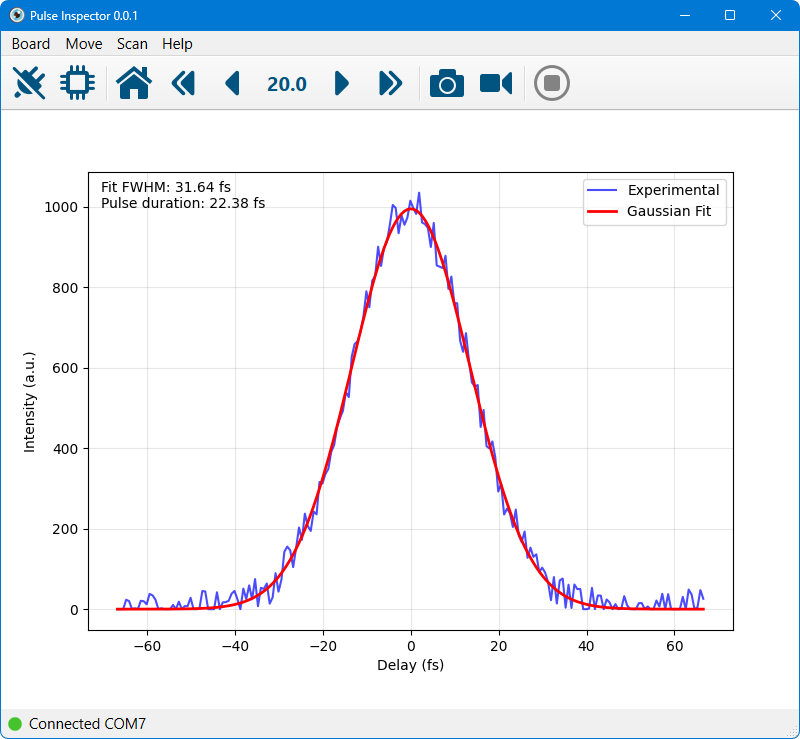 Pulse Inspector 0.0.1
Board Move Scan Help
20.0
Fit FWHM: 31.64 fs
Pulse duration: 22.38 fs
Experimental
Gaussian Fit
1000
800
600
400
200
0
Intensity (a.u.)
−60 −40 −20 0 20 40 60
Delay (fs)
Connected COM7